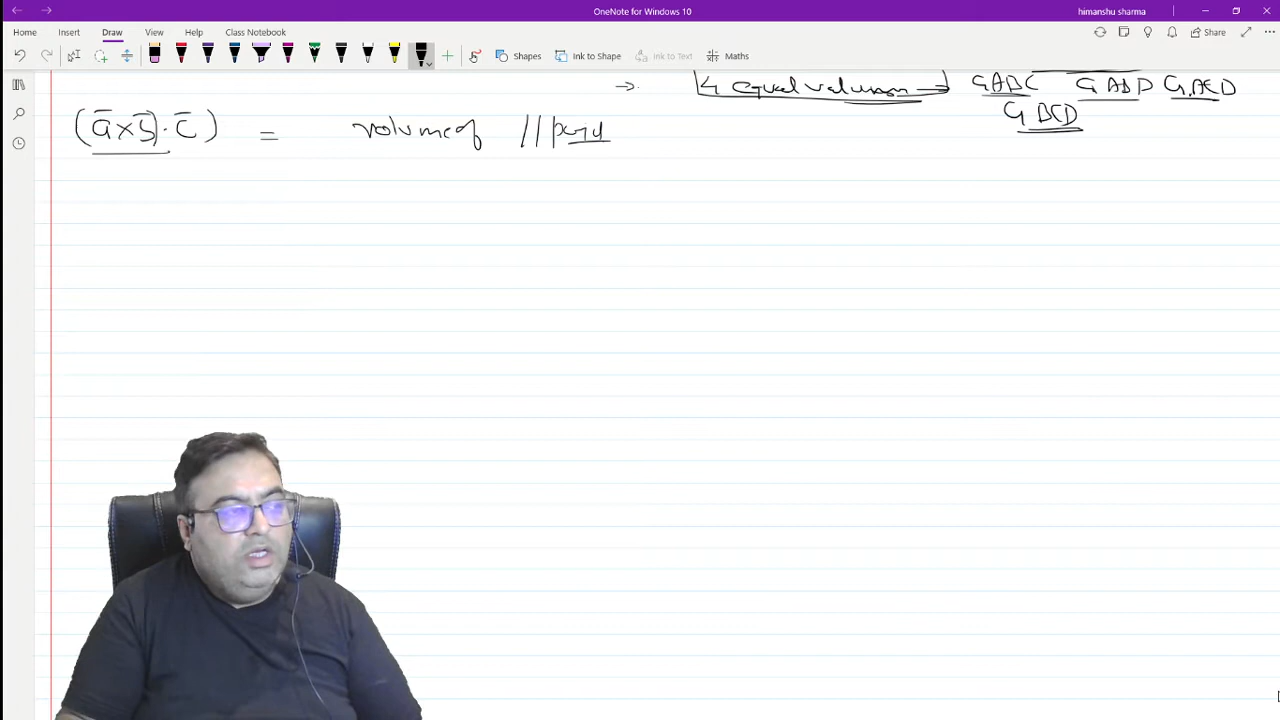 OneNote for Windows 10
himanshu sharma
Home Insert Draw View Help Class Notebook
Share
Shapes Ink to Shape Ink to Text Maths
→ 4 equal volumes → GABC GABD GACD
GBCD
(a̅×b̅)·c̅) = volume of //pe